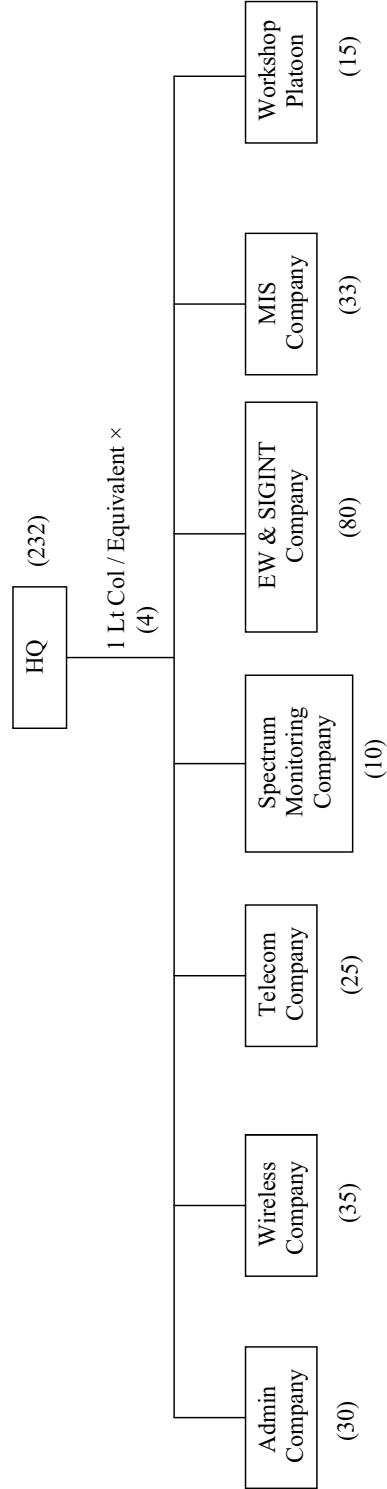 HQ
(232)
1 Lt Col / Equivalent ×
(4)
Admin
Company
(30)
Wireless
Company
(35)
Telecom
Company
(25)
Spectrum
Monitoring
Company
(10)
EW & SIGINT
Company
(80)
MIS
Company
(33)
Workshop
Platoon
(15)